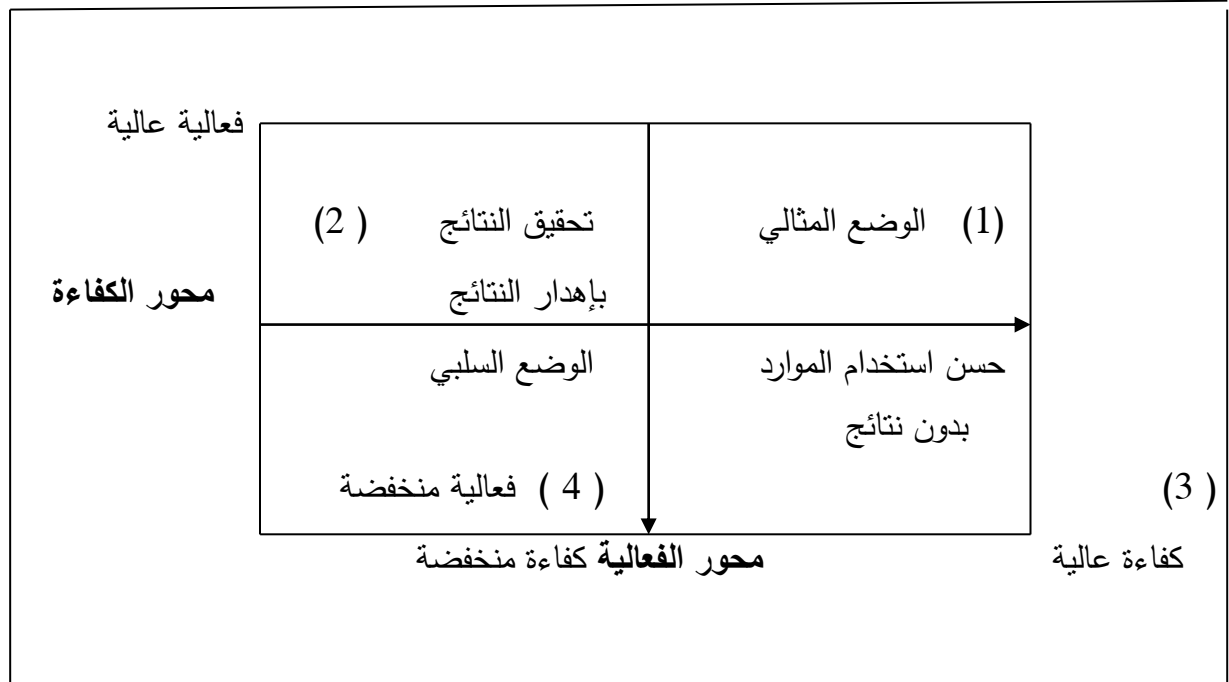 فعالية عالية
(1) الوضع المثالي
تحقيق النتائج (2 )
بإهدار النتائج
محور الكفاءة
حسن استخدام الموارد
بدون نتائج
الوضع السلبي
(3 )
( 4 ) فعالية منخفضة
كفاءة عالية
محور الفعالية كفاءة منخفضة